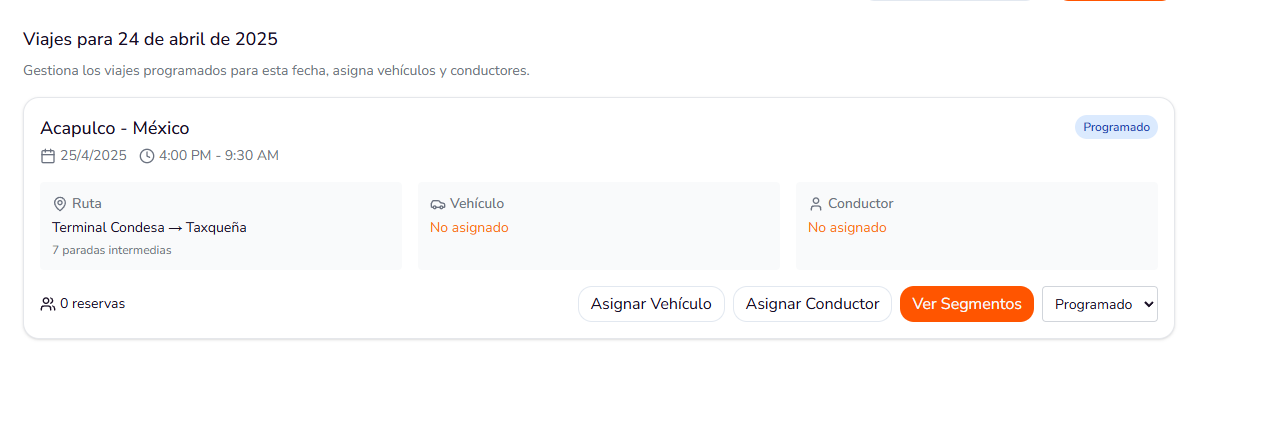 Viajes para 24 de abril de 2025
Gestiona los viajes programados para esta fecha, asigna vehículos y conductores.
Acapulco - México
Programado
25/4/2025 4:00 PM - 9:30 AM
Ruta
Terminal Condesa → Taxqueña
7 paradas intermedias
Vehículo
No asignado
Conductor
No asignado
0 reservas
Asignar Vehículo
Asignar Conductor
Ver Segmentos
Programado